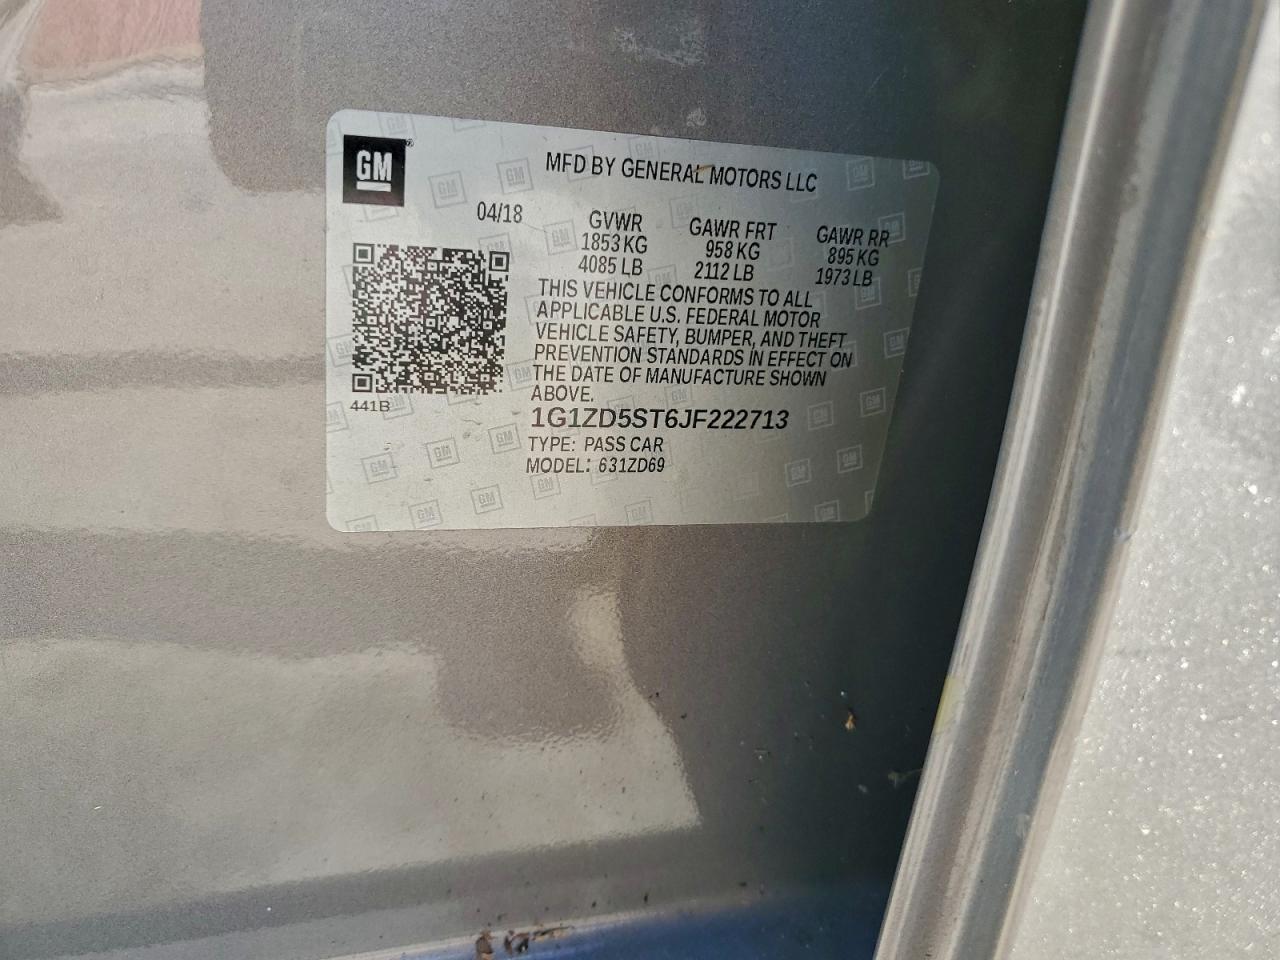 GM
MFD BY GENERAL MOTORS LLC
04/18 GVWR GAWR FRT GAWR RR
1853 KG 958 KG 895 KG
4085 LB 2112 LB 1973 LB
THIS VEHICLE CONFORMS TO ALL
APPLICABLE U.S. FEDERAL MOTOR
VEHICLE SAFETY, BUMPER, AND THEFT
PREVENTION STANDARDS IN EFFECT ON
THE DATE OF MANUFACTURE SHOWN
ABOVE.
441B
1G1ZD5ST6JF222713
TYPE: PASS CAR
MODEL: 631ZD69